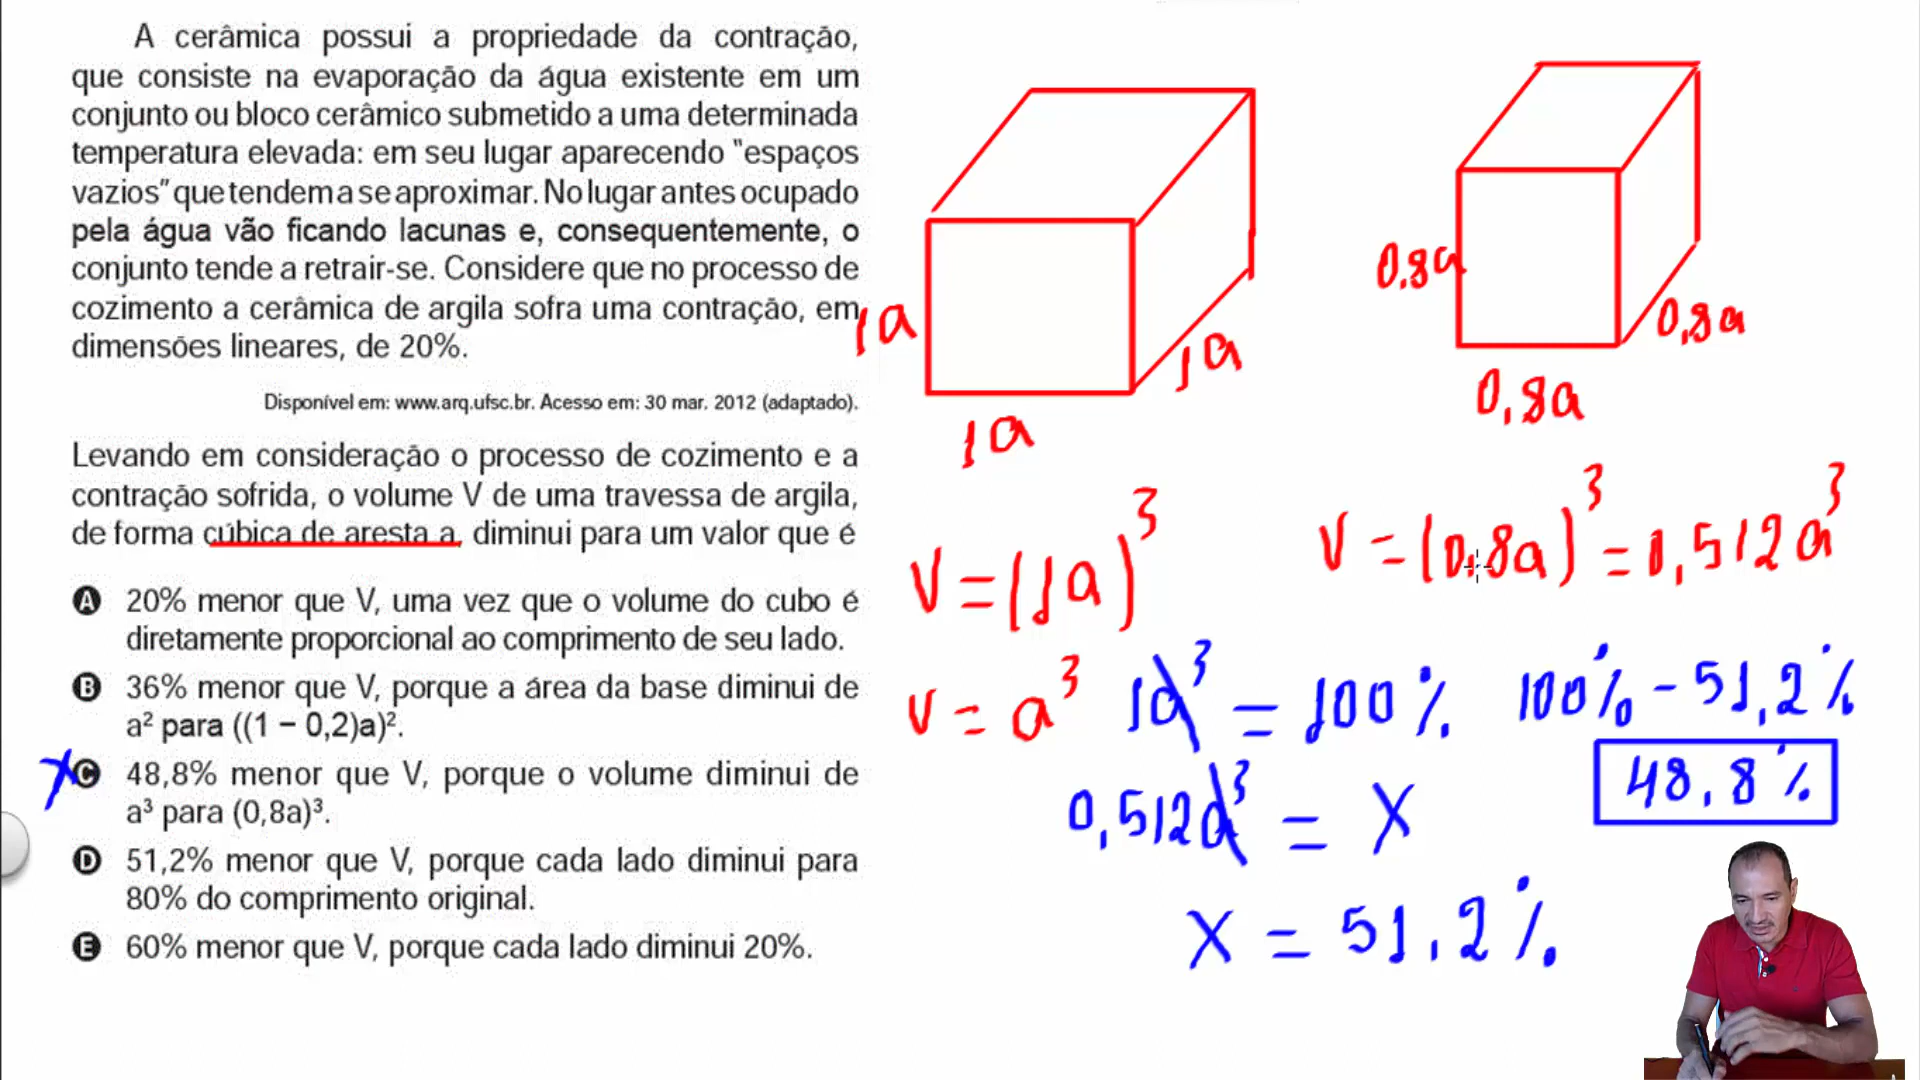 A cerâmica possui a propriedade da contração,
que consiste na evaporação da água existente em um
conjunto ou bloco cerâmico submetido a uma determinada
temperatura elevada: em seu lugar aparecendo "espaços
vazios" que tendem a se aproximar. No lugar antes ocupado
pela água vão ficando lacunas e, consequentemente, o
conjunto tende a retrair-se. Considere que no processo de
cozimento a cerâmica de argila sofra uma contração, em
dimensões lineares, de 20%.
Disponível em: www.arq.ufsc.br. Acesso em: 30 mar. 2012 (adaptado).
Levando em consideração o processo de cozimento e a
contração sofrida, o volume V de uma travessa de argila,
de forma cúbica de aresta a, diminui para um valor que é
A 20% menor que V, uma vez que o volume do cubo é
diretamente proporcional ao comprimento de seu lado.
B 36% menor que V, porque a área da base diminui de
a² para ((1 − 0,2)a)².
X C 48,8% menor que V, porque o volume diminui de
a³ para (0,8a)³.
D 51,2% menor que V, porque cada lado diminui para
80% do comprimento original.
E 60% menor que V, porque cada lado diminui 20%.
1a
1a
1a
0,8a
0,8a
0,8a
V = (1a)³
V = a³
V = (0,8a)³ = 0,512a³
1a³ = 100%
0,512a³ = X
X = 51,2%
100% - 51,2%
48,8%